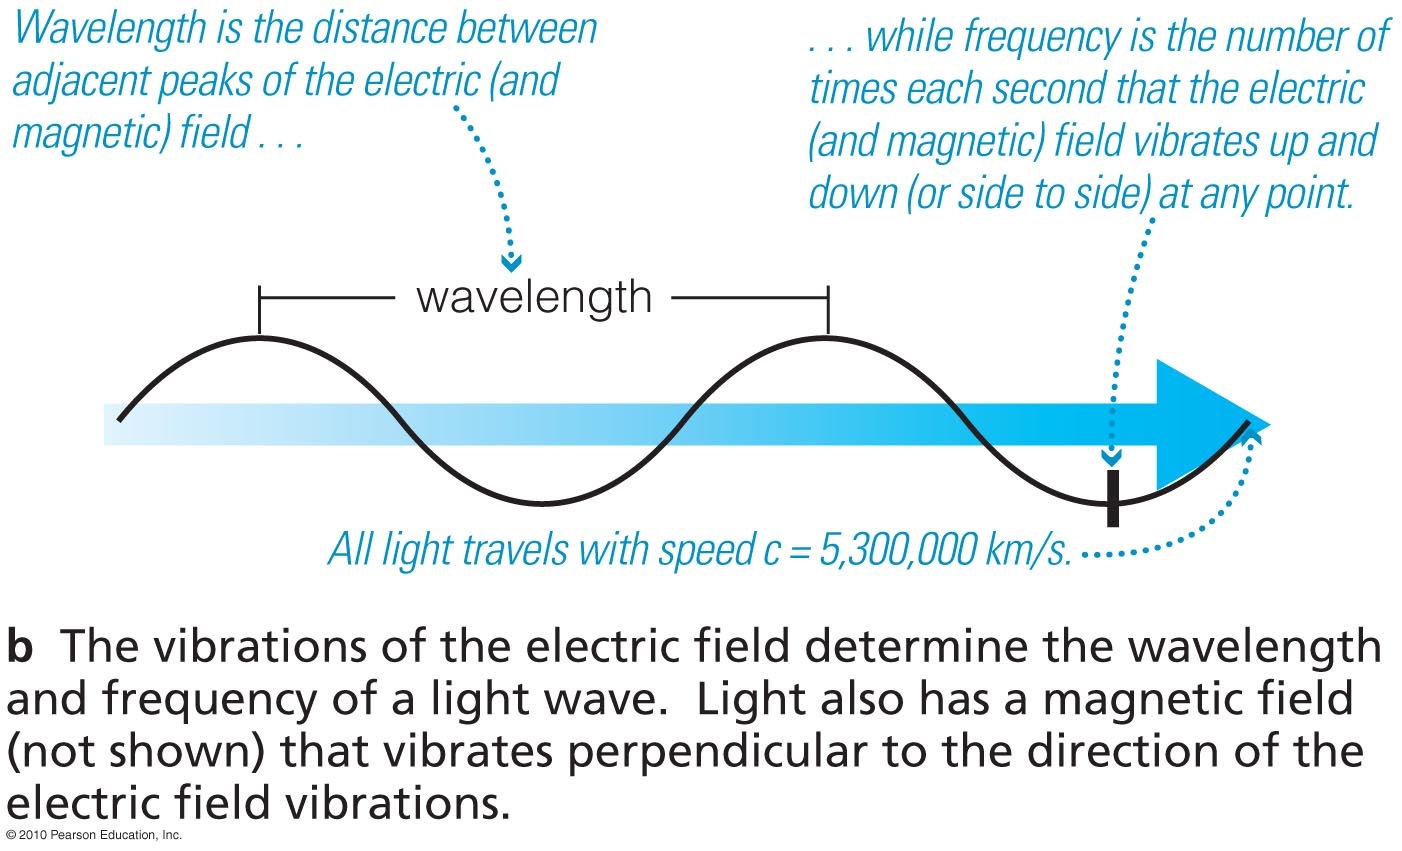 Wavelength is the distance between
adjacent peaks of the electric (and
magnetic) field . . .
. . . while frequency is the number of
times each second that the electric
(and magnetic) field vibrates up and
down (or side to side) at any point.
wavelength
All light travels with speed c = 5,300,000 km/s.
b The vibrations of the electric field determine the wavelength
and frequency of a light wave. Light also has a magnetic field
(not shown) that vibrates perpendicular to the direction of the
electric field vibrations.
© 2010 Pearson Education, Inc.